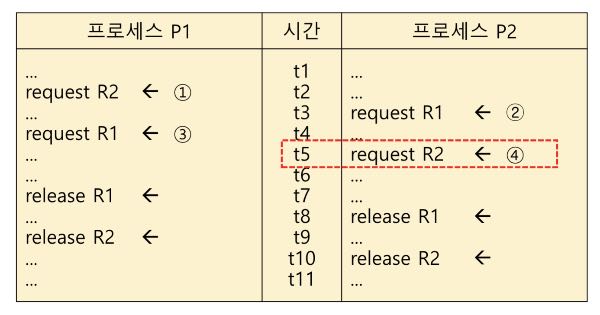 프로세스 P1 시간 프로세스 P2
... t1 ...
request R2 ← ① t2 ...
... t3 request R1 ← ②
request R1 ← ③ t4 ...
... t5 request R2 ← ④
... t6 ...
release R1 ← t7 ...
... t8 release R1 ←
release R2 ← t9 ...
... t10 release R2 ←
... t11 ...